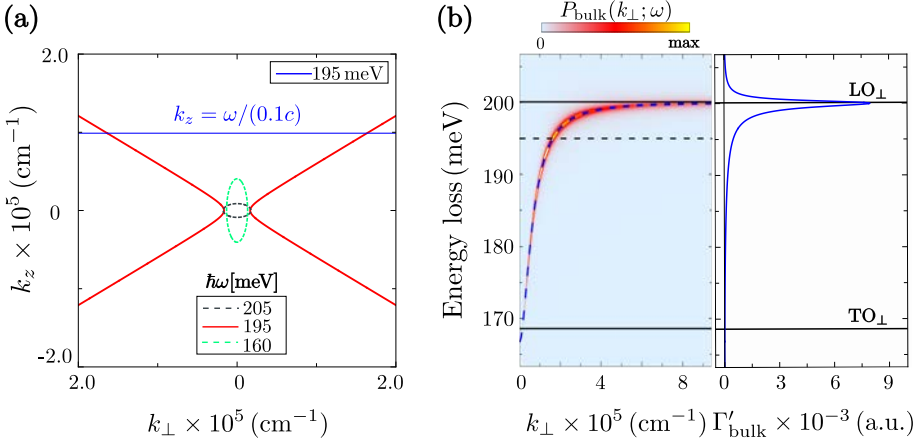 (a)
2.0
195 meV
k_z = ω/(0.1c)
k_z × 10^5 (cm^−1)
0
ħω[meV]
205
195
160
-2.0
2.0
0
2.0
k_⊥ × 10^5 (cm^−1)
(b)
P_bulk(k_⊥; ω)
0
max
Energy loss (meV)
200
190
180
170
LO_⊥
TO_⊥
0
4
8
0
3
6
9
k_⊥ × 10^5 (cm^−1)
Γ′_bulk × 10^−3 (a.u.)